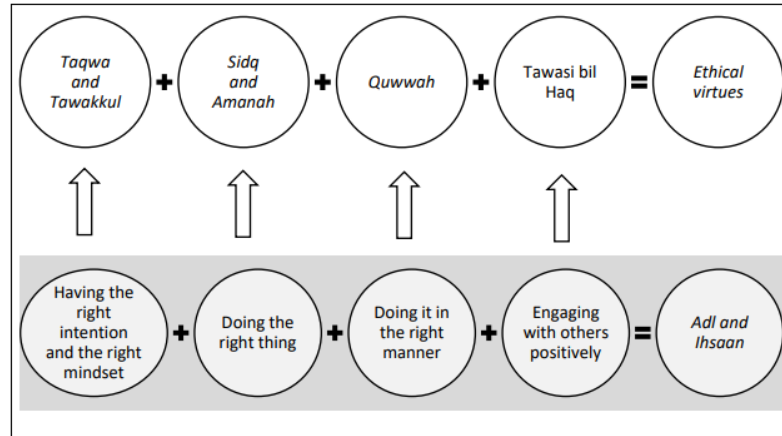 Taqwa
and
Tawakkul
+
Sidq
and
Amanah
+
Quwwah
+
Tawasi bil
Haq
=
Ethical
virtues
Having the
right
intention
and the right
mindset
+
Doing the
right thing
+
Doing it in
the right
manner
+
Engaging
with others
positively
=
Adl and
Ihsaan